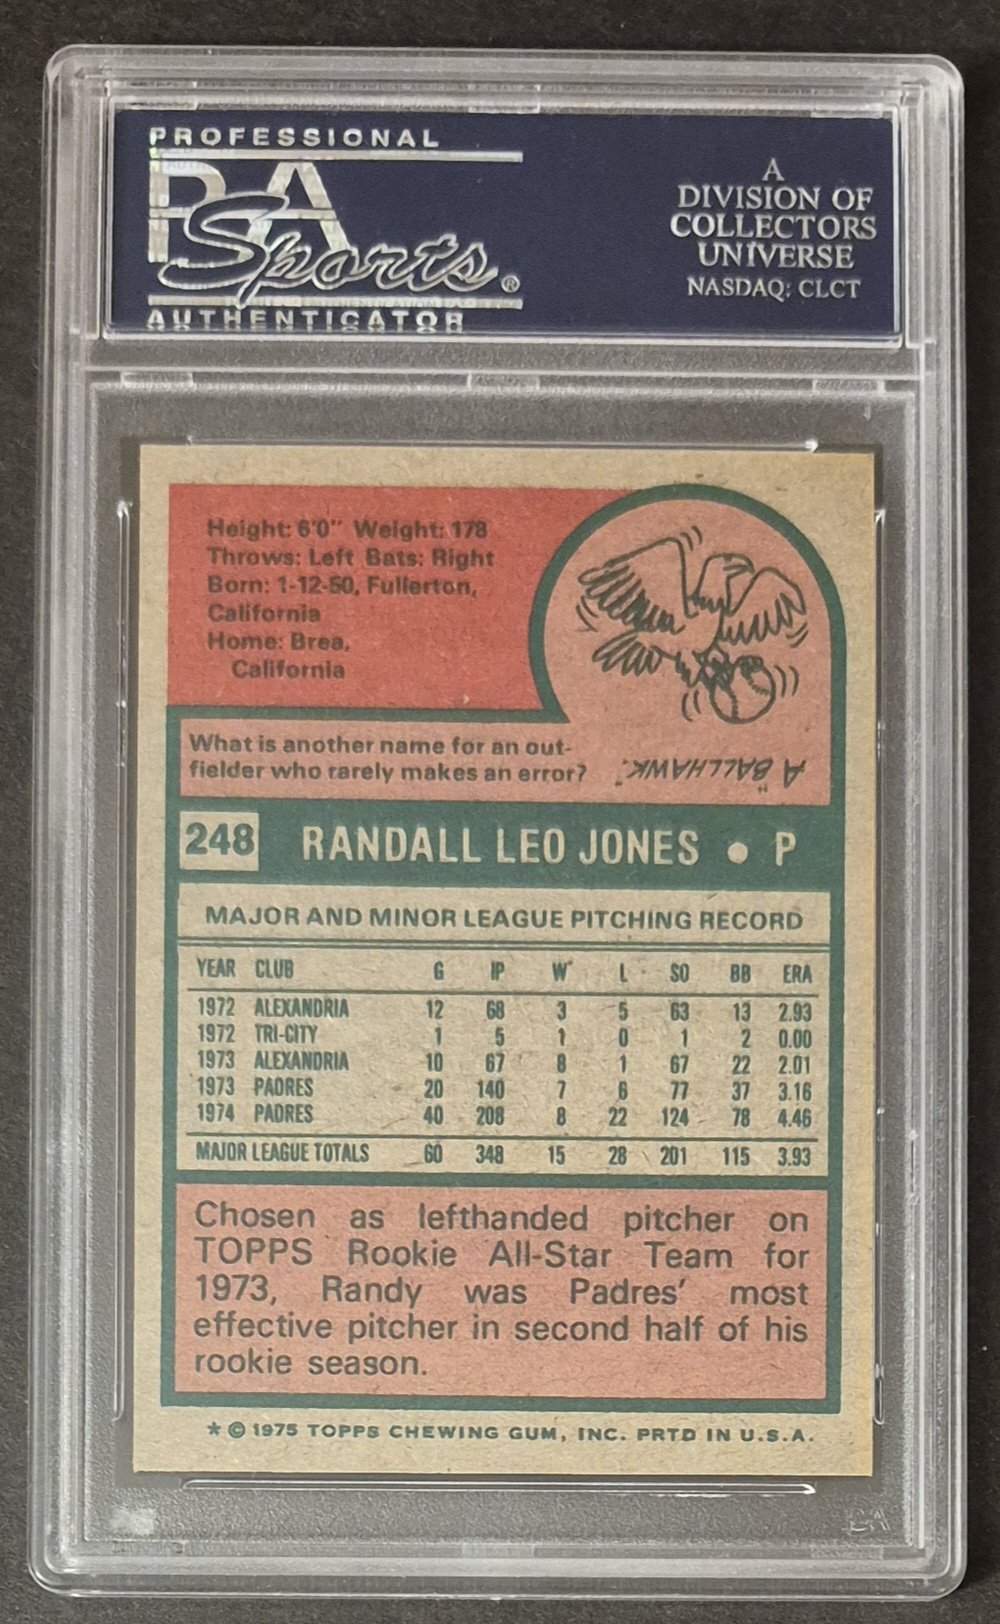 PROFESSIONAL
PSA
Sports®
AUTHENTICATOR
A
DIVISION OF
COLLECTORS
UNIVERSE
NASDAQ: CLCT
Height: 6'0" Weight: 178
Throws: Left Bats: Right
Born: 1-12-50, Fullerton,
California
Home: Brea,
California
What is another name for an out-
fielder who rarely makes an error?
A "BALLHAWK."
248 RANDALL LEO JONES • P
MAJOR AND MINOR LEAGUE PITCHING RECORD
YEAR CLUB G IP W L SO BB ERA
1972 ALEXANDRIA 12 68 3 5 63 13 2.93
1972 TRI-CITY 1 5 1 0 1 2 0.00
1973 ALEXANDRIA 10 67 8 1 67 22 2.01
1973 PADRES 20 140 7 6 77 37 3.16
1974 PADRES 40 208 8 22 124 78 4.46
MAJOR LEAGUE TOTALS 60 348 15 28 201 115 3.93
Chosen as lefthanded pitcher on
TOPPS Rookie All-Star Team for
1973, Randy was Padres' most
effective pitcher in second half of his
rookie season.
* © 1975 TOPPS CHEWING GUM, INC. PRTD IN U.S.A.